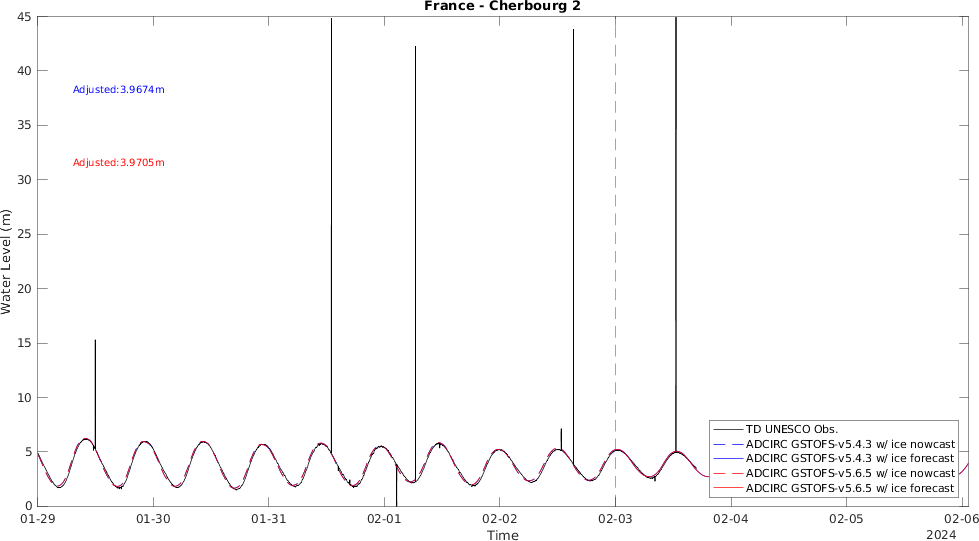 France - Cherbourg 2
45
40
35
30
25
20
15
10
5
0
Water Level (m)
Adjusted:3.9674m
Adjusted:3.9705m
TD UNESCO Obs.
ADCIRC GSTOFS-v5.4.3 w/ ice nowcast
ADCIRC GSTOFS-v5.4.3 w/ ice forecast
ADCIRC GSTOFS-v5.6.5 w/ ice nowcast
ADCIRC GSTOFS-v5.6.5 w/ ice forecast
01-29 01-30 01-31 02-01 02-02 02-03 02-04 02-05 02-06
Time
2024